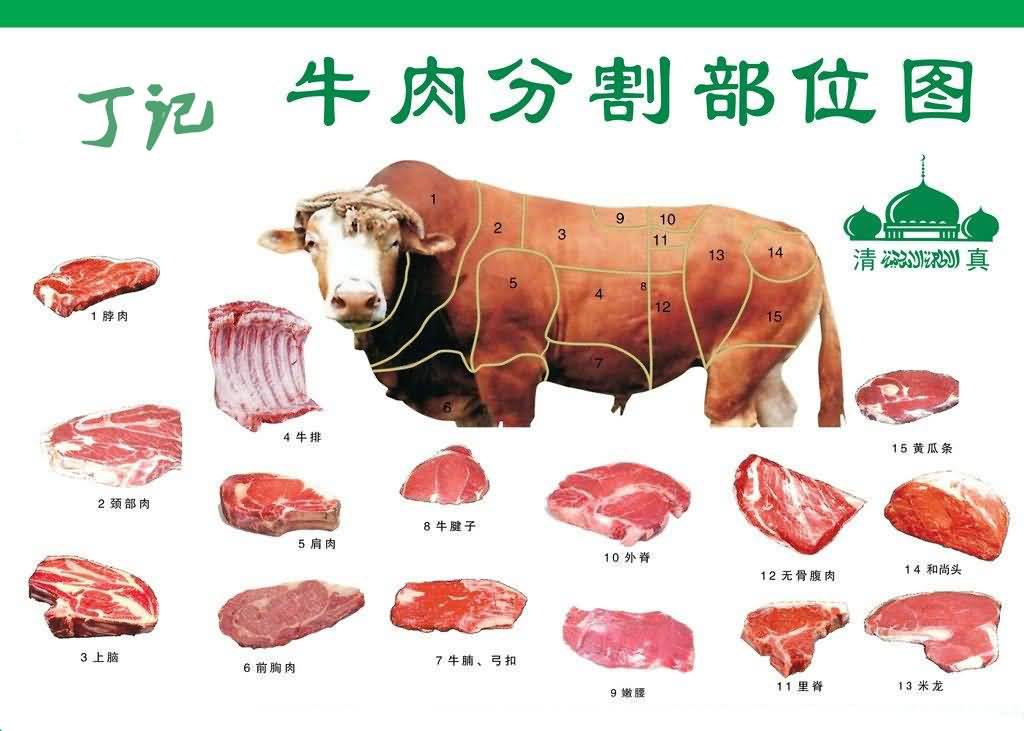 丁记
牛肉分割部位图
清
真
1
2
3
9
10
11
5
4
8
12
13
14
15
7
6
1 脖肉
4 牛排
15 黄瓜条
2 颈部肉
5 肩肉
8 牛腱子
10 外脊
12 无骨腹肉
14 和尚头
3 上脑
6 前胸肉
7 牛腩、弓扣
9 嫩腰
11 里脊
13 米龙